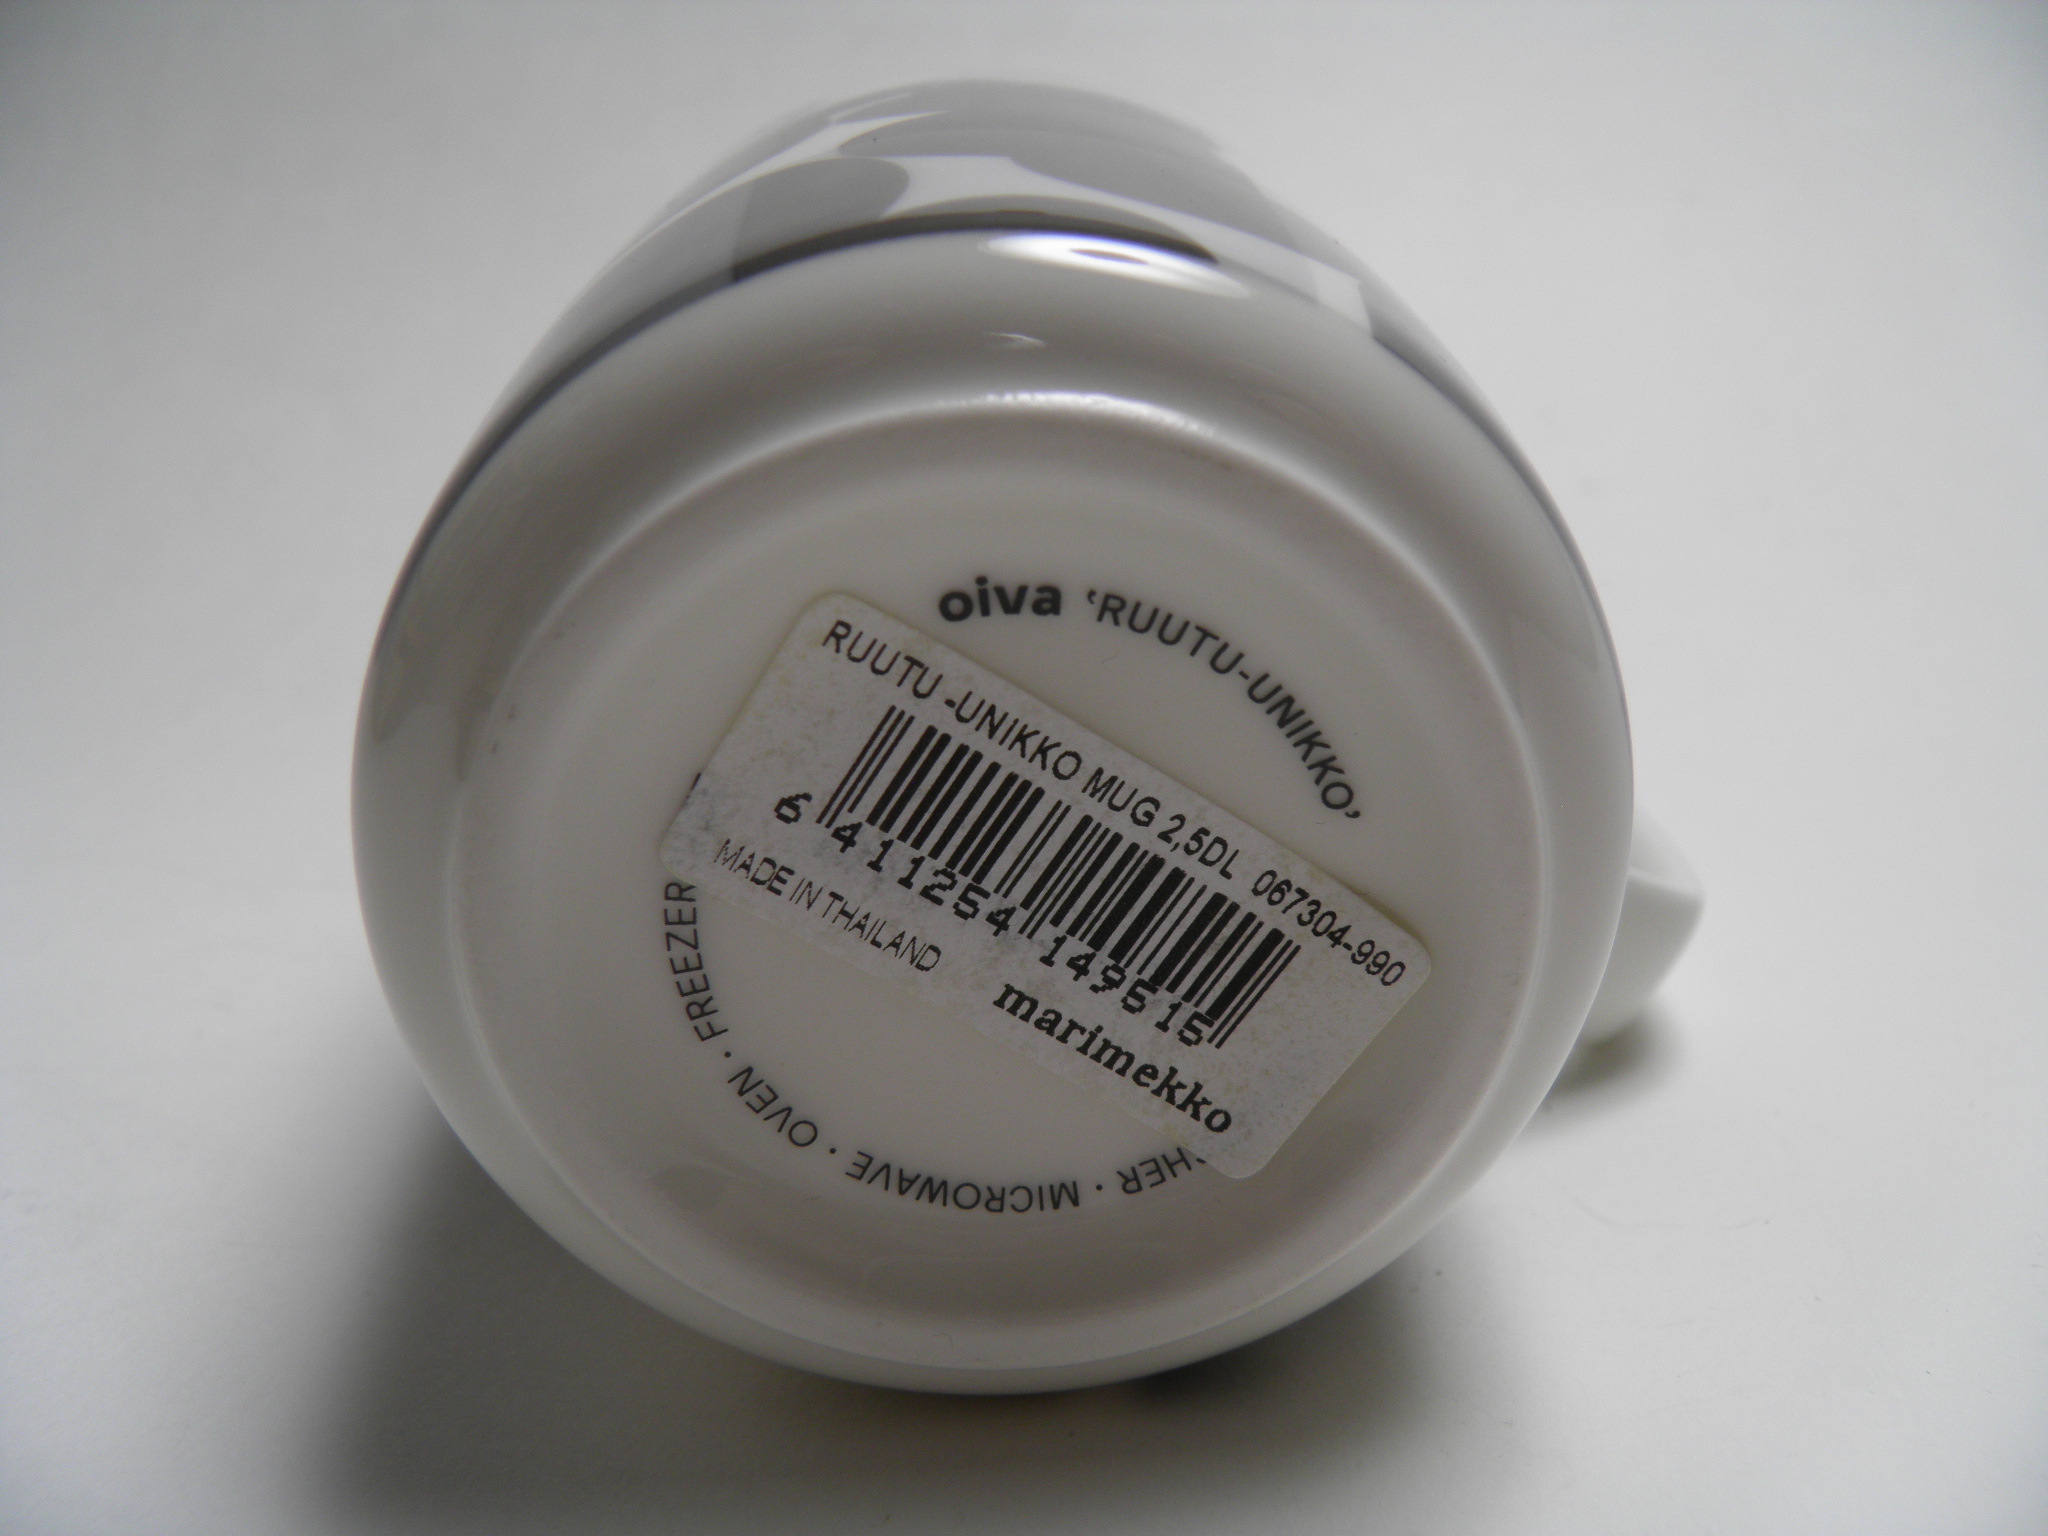 oiva ‘RUUTU-UNIKKO’
RUUTU -UNIKKO MUG 2,5DL 067304-990
6 411254 149515
MADE IN THAILAND
marimekko
MICROWAVE · OVEN · FREEZER